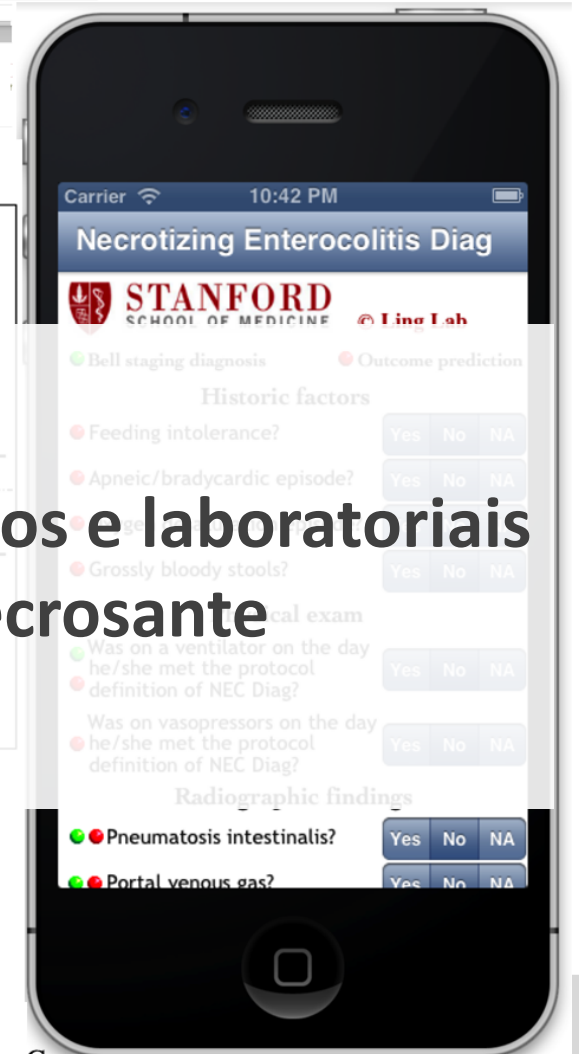 Carrier 10:42 PM
Necrotizing Enterocolitis Diag
STANFORD
SCHOOL OF MEDICINE © Ling Lab
Bell staging diagnosis Outcome prediction
Historic factors
Feeding intolerance? Yes No NA
Apneic/bradycardic episode? Yes No NA
os e laboratoriais
Grossly bloody stools? Yes No NA
crosante
exam
Was on a ventilator on the day
he/she met the protocol Yes No NA
definition of NEC Diag?
Was on vasopressors on the day
he/she met the protocol Yes No NA
definition of NEC Diag?
Radiographic findings
Pneumatosis intestinalis? Yes No NA
Portal venous gas? Yes No NA